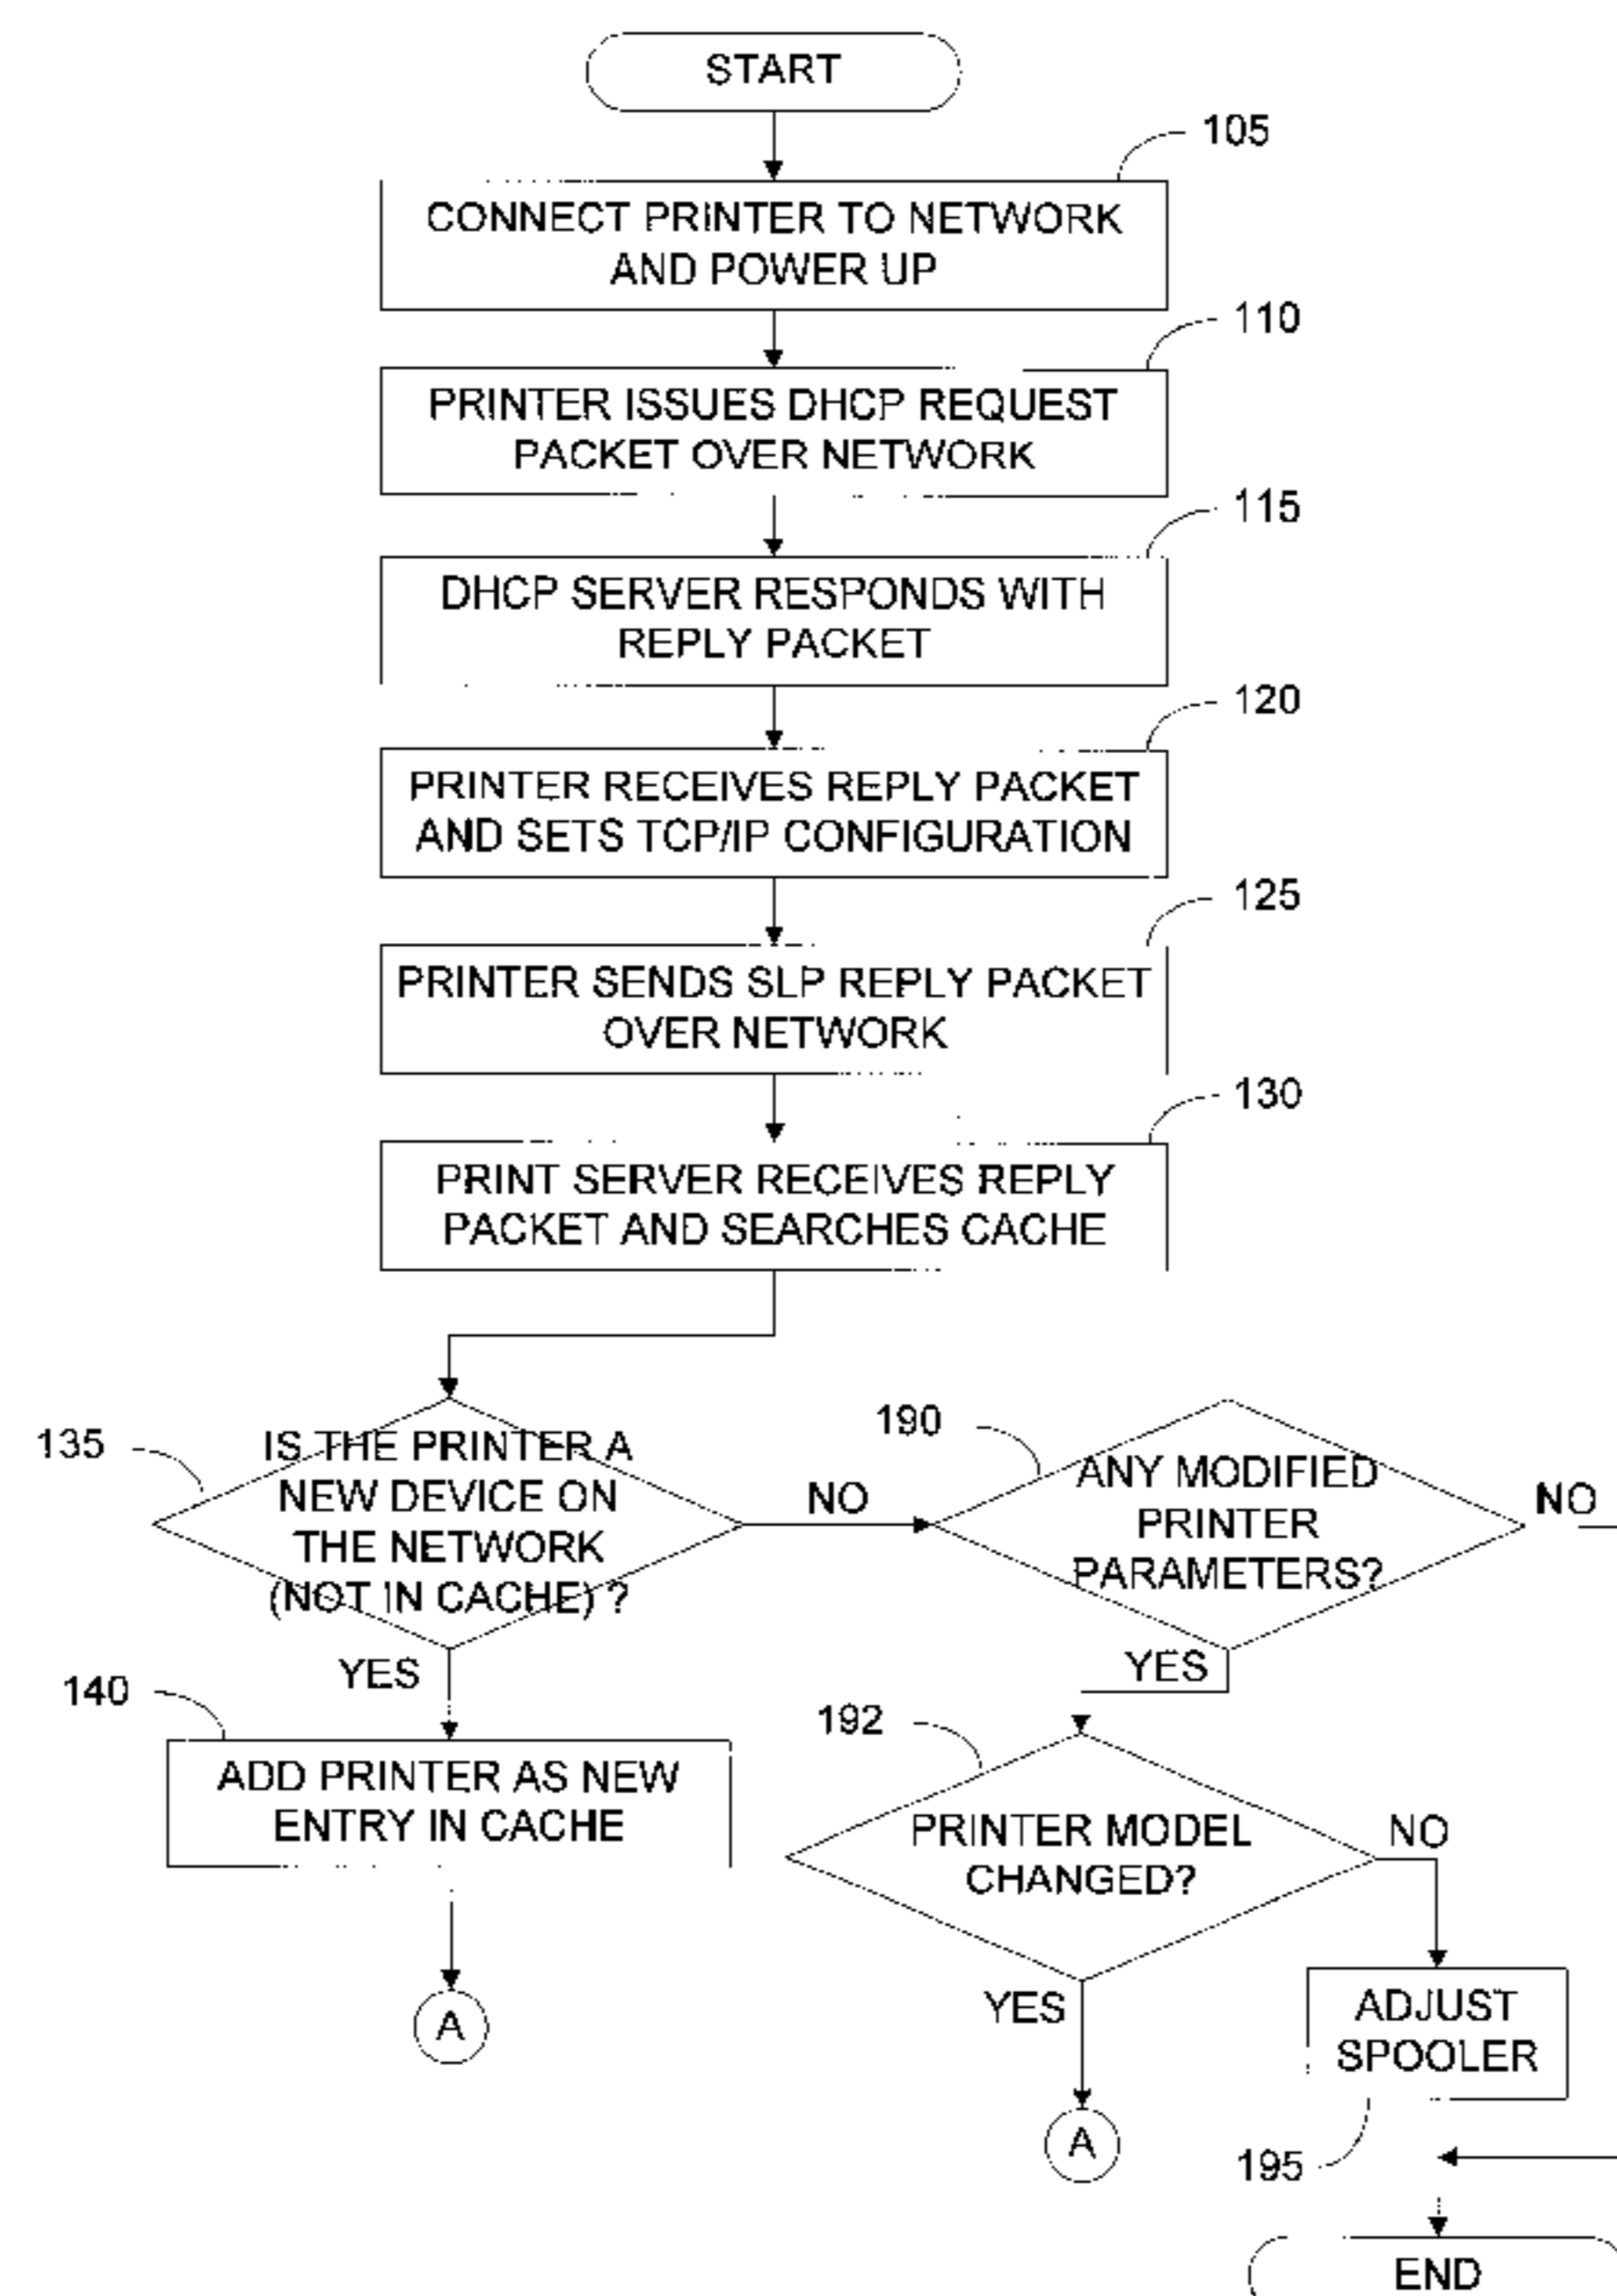 START
105
CONNECT PRINTER TO NETWORK
AND POWER UP
110
PRINTER ISSUES DHCP REQUEST
PACKET OVER NETWORK
115
DHCP SERVER RESPONDS WITH
REPLY PACKET
120
PRINTER RECEIVES REPLY PACKET
AND SETS TCP/IP CONFIGURATION
125
PRINTER SENDS SLP REPLY PACKET
OVER NETWORK
130
PRINT SERVER RECEIVES REPLY
PACKET AND SEARCHES CACHE
135
IS THE PRINTER A
NEW DEVICE ON
THE NETWORK
(NOT IN CACHE) ?
NO
190
ANY MODIFIED
PRINTER
PARAMETERS?
NO
YES
YES
140
ADD PRINTER AS NEW
ENTRY IN CACHE
192
PRINTER MODEL
CHANGED?
NO
A
YES
ADJUST
SPOOLER
A
195
END